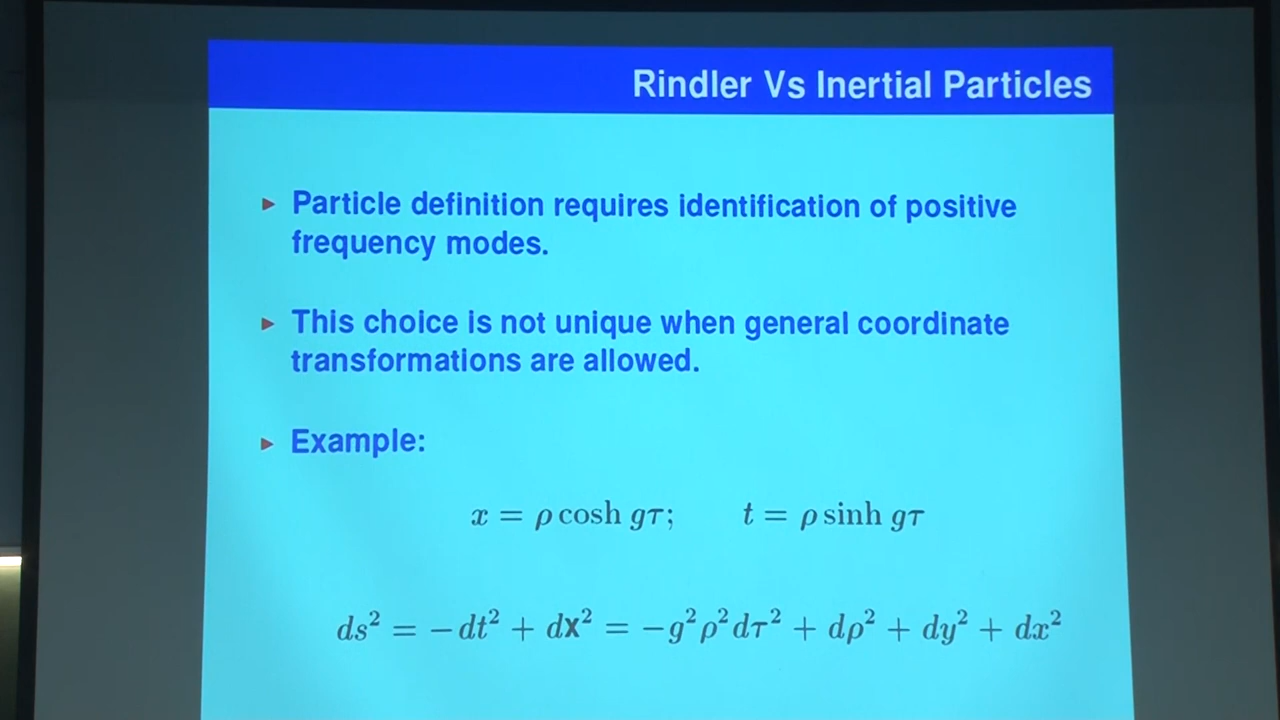 Rindler Vs Inertial Particles
▸ Particle definition requires identification of positive
frequency modes.
▸ This choice is not unique when general coordinate
transformations are allowed.
▸ Example:
x = ρ cosh gτ; t = ρ sinh gτ
ds² = −dt² + dx² = −g²ρ²dτ² + dρ² + dy² + dx²